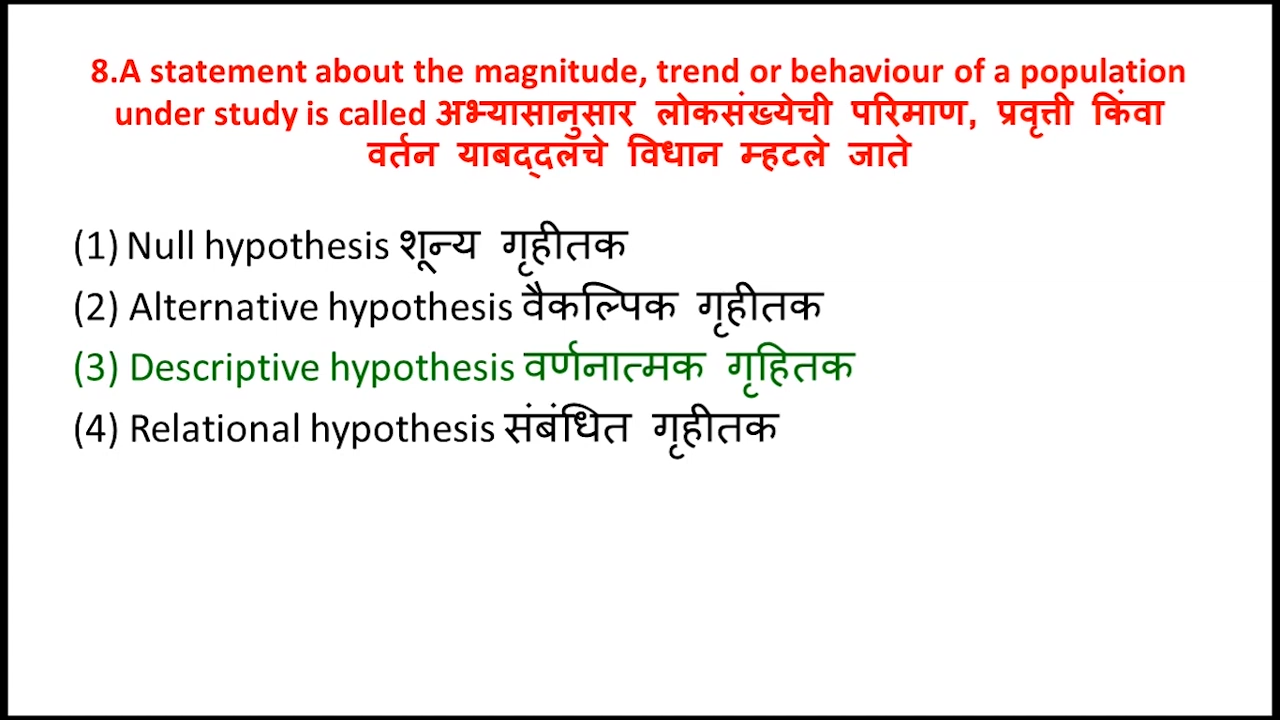 8.A statement about the magnitude, trend or behaviour of a population
under study is called अभ्यासानुसार लोकसंख्येची परिमाण, प्रवृत्ती किंवा
वर्तन याबद्दलचे विधान म्हटले जाते
(1) Null hypothesis शून्य गृहीतक
(2) Alternative hypothesis वैकल्पिक गृहीतक
(3) Descriptive hypothesis वर्णनात्मक गृहितक
(4) Relational hypothesis संबंधित गृहीतक